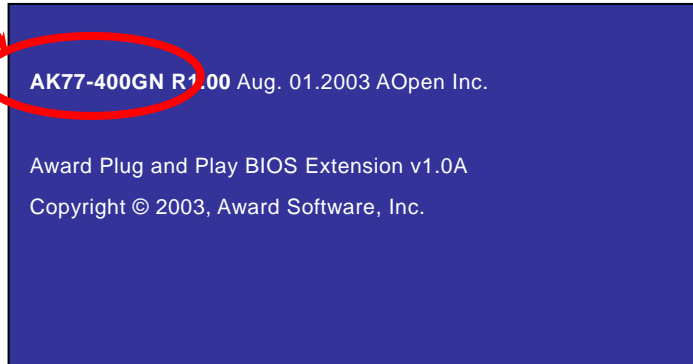 AK77-400GN R1.00 Aug. 01.2003 AOpen Inc.
Award Plug and Play BIOS Extension v1.0A
Copyright © 2003, Award Software, Inc.